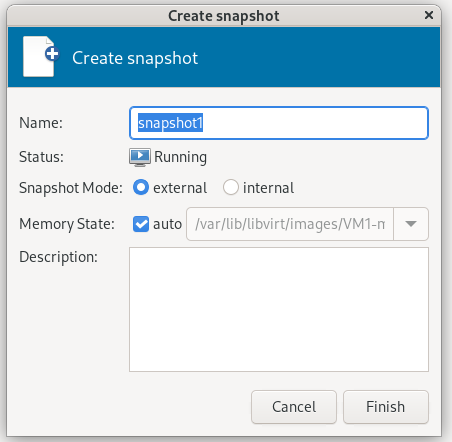 Create snapshot
Create snapshot
Name: snapshot1
Status: Running
Snapshot Mode: external internal
Memory State: auto /var/lib/libvirt/images/VM1-m
Description:
Cancel Finish